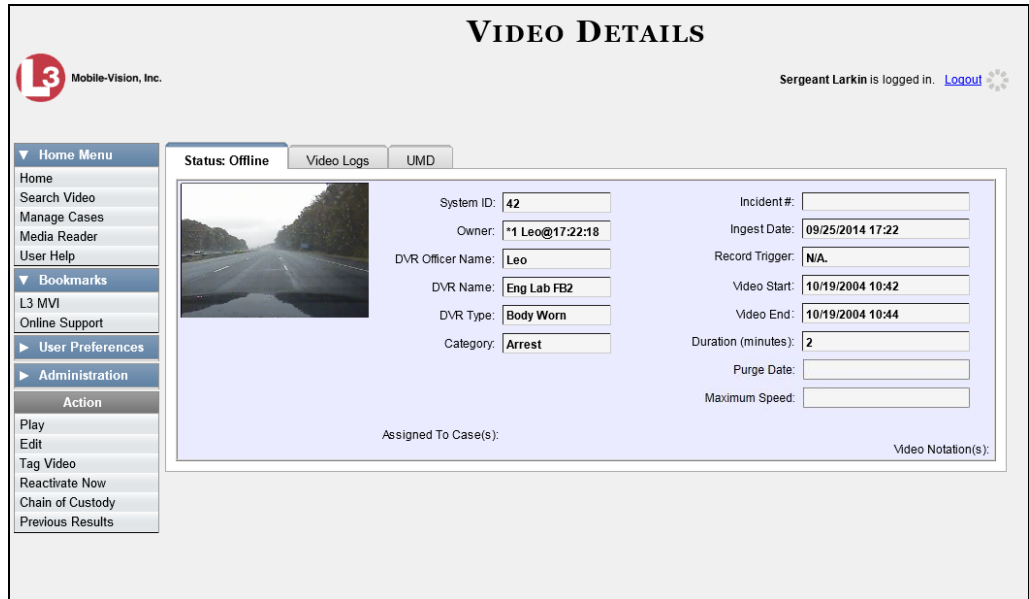 VIDEO DETAILS
L3 Mobile-Vision, Inc.
Sergeant Larkin is logged in. Logout
▼ Home Menu
Home
Search Video
Manage Cases
Media Reader
User Help
▼ Bookmarks
L3 MVI
Online Support
► User Preferences
► Administration
Action
Play
Edit
Tag Video
Reactivate Now
Chain of Custody
Previous Results
Status: Offline Video Logs UMD
System ID: 42
Owner: *1 Leo@17:22:18
DVR Officer Name: Leo
DVR Name: Eng Lab FB2
DVR Type: Body Worn
Category: Arrest
Incident #:
Ingest Date: 09/25/2014 17:22
Record Trigger: N/A.
Video Start: 10/19/2004 10:42
Video End: 10/19/2004 10:44
Duration (minutes): 2
Purge Date:
Maximum Speed:
Assigned To Case(s):
Video Notation(s):